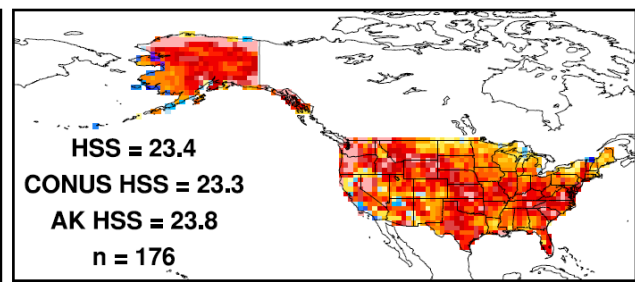 HSS = 23.4
CONUS HSS = 23.3
AK HSS = 23.8
n = 176